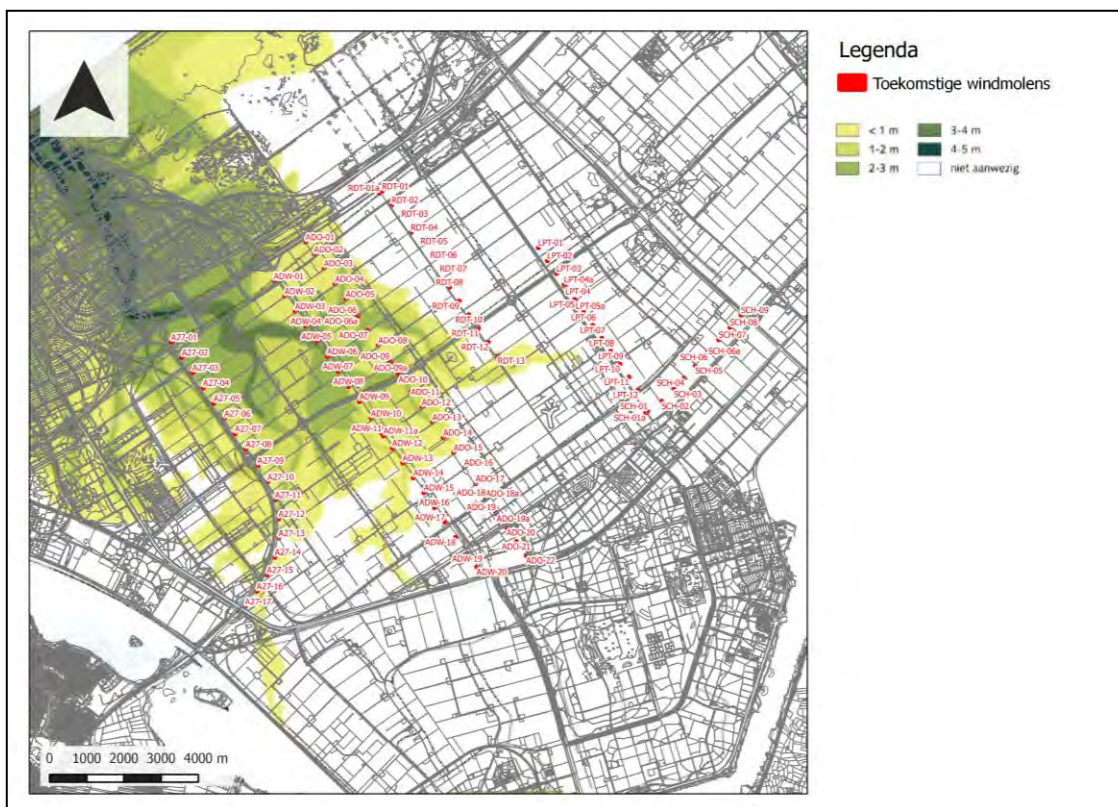 Legenda
Toekomstige windmolens
< 1 m
1-2 m
2-3 m
3-4 m
4-5 m
niet aanwezig
RDT-01a
RDT-01
RDT-02
RDT-03
RDT-04
RDT-05
RDT-06
RDT-07
RDT-08
RDT-09
RDT-10
RDT-11
RDT-12
RDT-13
LPT-01
LPT-02
LPT-03
LPT-04a
LPT-04
LPT-05
LPT-05a
LPT-06
LPT-07
LPT-08
LPT-09
LPT-10
LPT-11
LPT-12
SCH-09
SCH-08
SCH-07
SCH-06a
SCH-06
SCH-05
SCH-04
SCH-03
SCH-02
SCH-01
SCH-01a
ADO-01
ADO-02
ADO-03
ADO-04
ADO-05
ADO-06
ADO-06a
ADO-07
ADO-08
ADO-09
ADO-09a
ADO-10
ADO-11
ADO-12
ADO-13
ADO-14
ADO-15
ADO-16
ADO-17
ADO-18
ADO-18a
ADO-19
ADO-19a
ADO-20
ADO-21
ADO-22
ADW-01
ADW-02
ADW-03
ADW-04
ADW-05
ADW-06
ADW-07
ADW-08
ADW-09
ADW-10
ADW-11
ADW-11a
ADW-12
ADW-13
ADW-14
ADW-15
ADW-16
ADW-17
ADW-18
ADW-19
ADW-20
A27-01
A27-02
A27-03
A27-04
A27-05
A27-06
A27-07
A27-08
A27-09
A27-10
A27-11
A27-12
A27-13
A27-14
A27-15
A27-16
A27-17
0 1000 2000 3000 4000 m